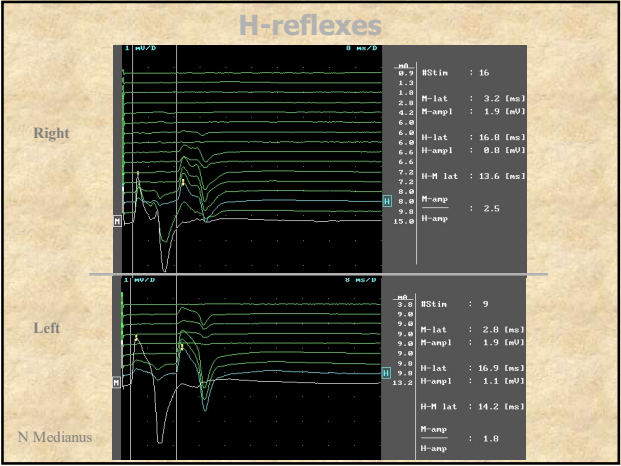 H-reflexes
1 mV/D 8 ms/D
Right
mA
0.9
1.3
1.8
2.8
4.2
6.0
6.0
6.0
6.6
6.6
7.2
7.2
8.0
H 8.0
9.8
M 15.0
#Stim : 16
M-lat : 3.2 [ms]
M-ampl : 1.9 [mV]
H-lat : 16.8 [ms]
H-ampl : 0.8 [mV]
H-M lat : 13.6 [ms]
M-amp
: 2.5
H-amp
1 mV/D 8 ms/D
Left
mA
3.8
9.0
9.0
9.0
9.0
9.8
H 9.8
M 13.2
#Stim : 9
M-lat : 2.8 [ms]
M-ampl : 1.9 [mV]
H-lat : 16.9 [ms]
H-ampl : 1.1 [mV]
H-M lat : 14.2 [ms]
M-amp
: 1.8
H-amp
N Medianus